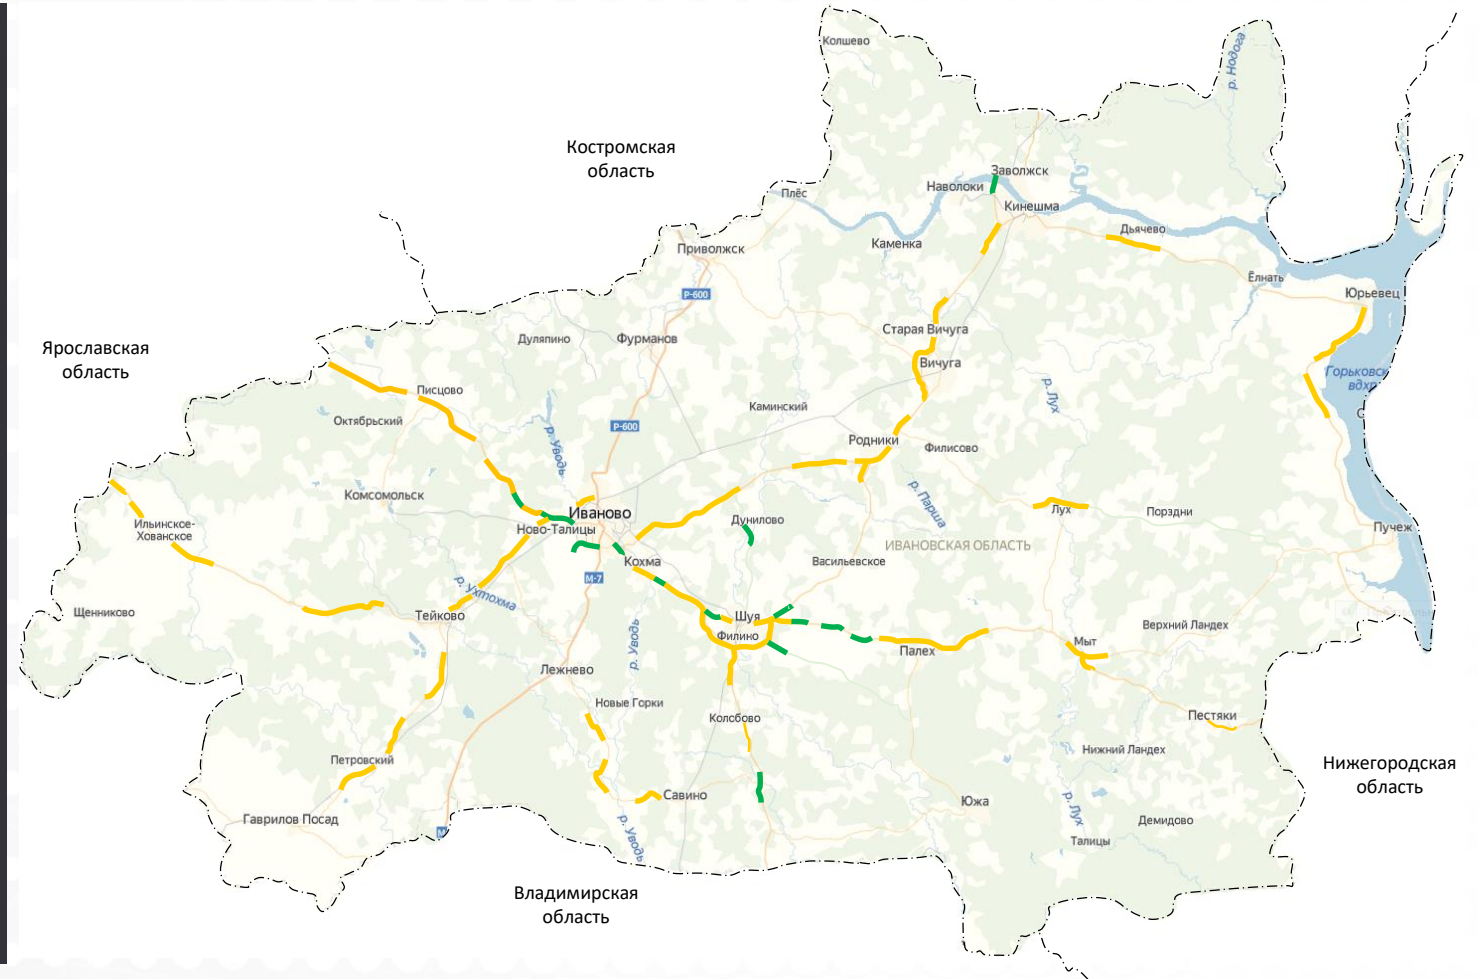 Колшево
р. Нодога
Костромская
область
Заволжск
Наволоки
Плёс
Кинешма
Дьячево
Каменка
Приволжск
Ёлнать
Юрьевец
Р-600
Старая Вичуга
Дуляпино
Фурманов
Ярославская
область
Вичуга
Горьковс
вдхр
Писцово
р. Лух
Каминский
Октябрьский
Р-600
р. Уводь
Родники
Филисово
Комсомольск
р. Парша
Иваново
Лух
Порздни
Дунилово
Ильинское-
Хованское
Ново-Талицы
Пучеж
ИВАНОВСКАЯ ОБЛАСТЬ
Кохма
Васильевское
М-7
р. Ухтохма
Щенниково
Тейково
Шуя
Верхний Ландех
р. Уводь
Филино
Мыт
Палех
Лежнево
Новые Горки
Колобово
Пестяки
Нижний Ландех
Петровский
Нижегородская
область
Савино
Южа
р. Лух
Гаврилов Посад
Демидово
М
р. Уводь
Талицы
Владимирская
область